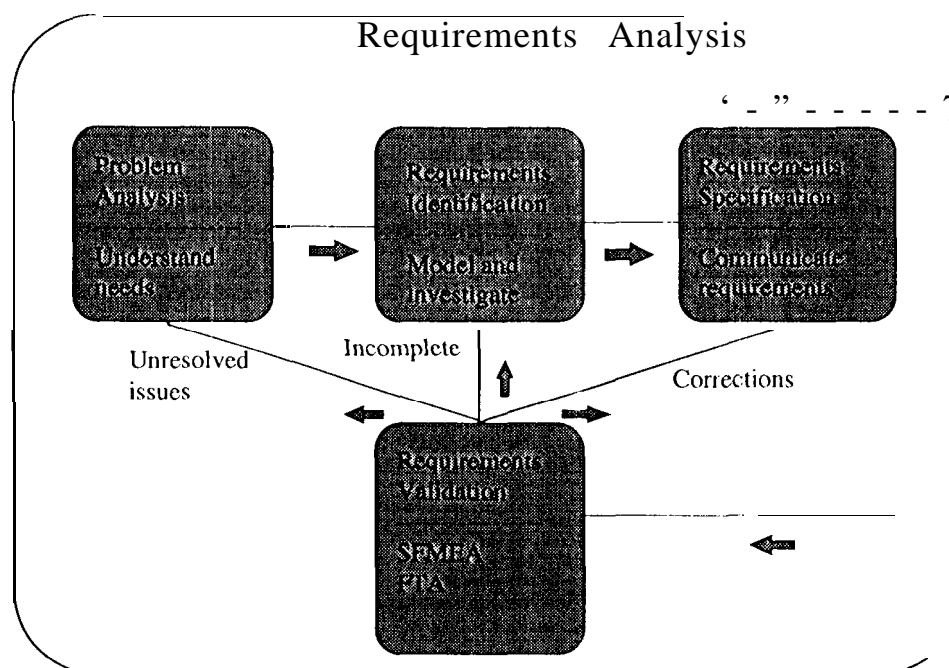 Requirements Analysis
Problem
Analysis
Understand
needs
Requirements
Identification
Model and
investigate
Requirements
Specification
Communicate
requirements
Unresolved
issues
Incomplete
Corrections
Requirements
Validation
SFMEA
FTA